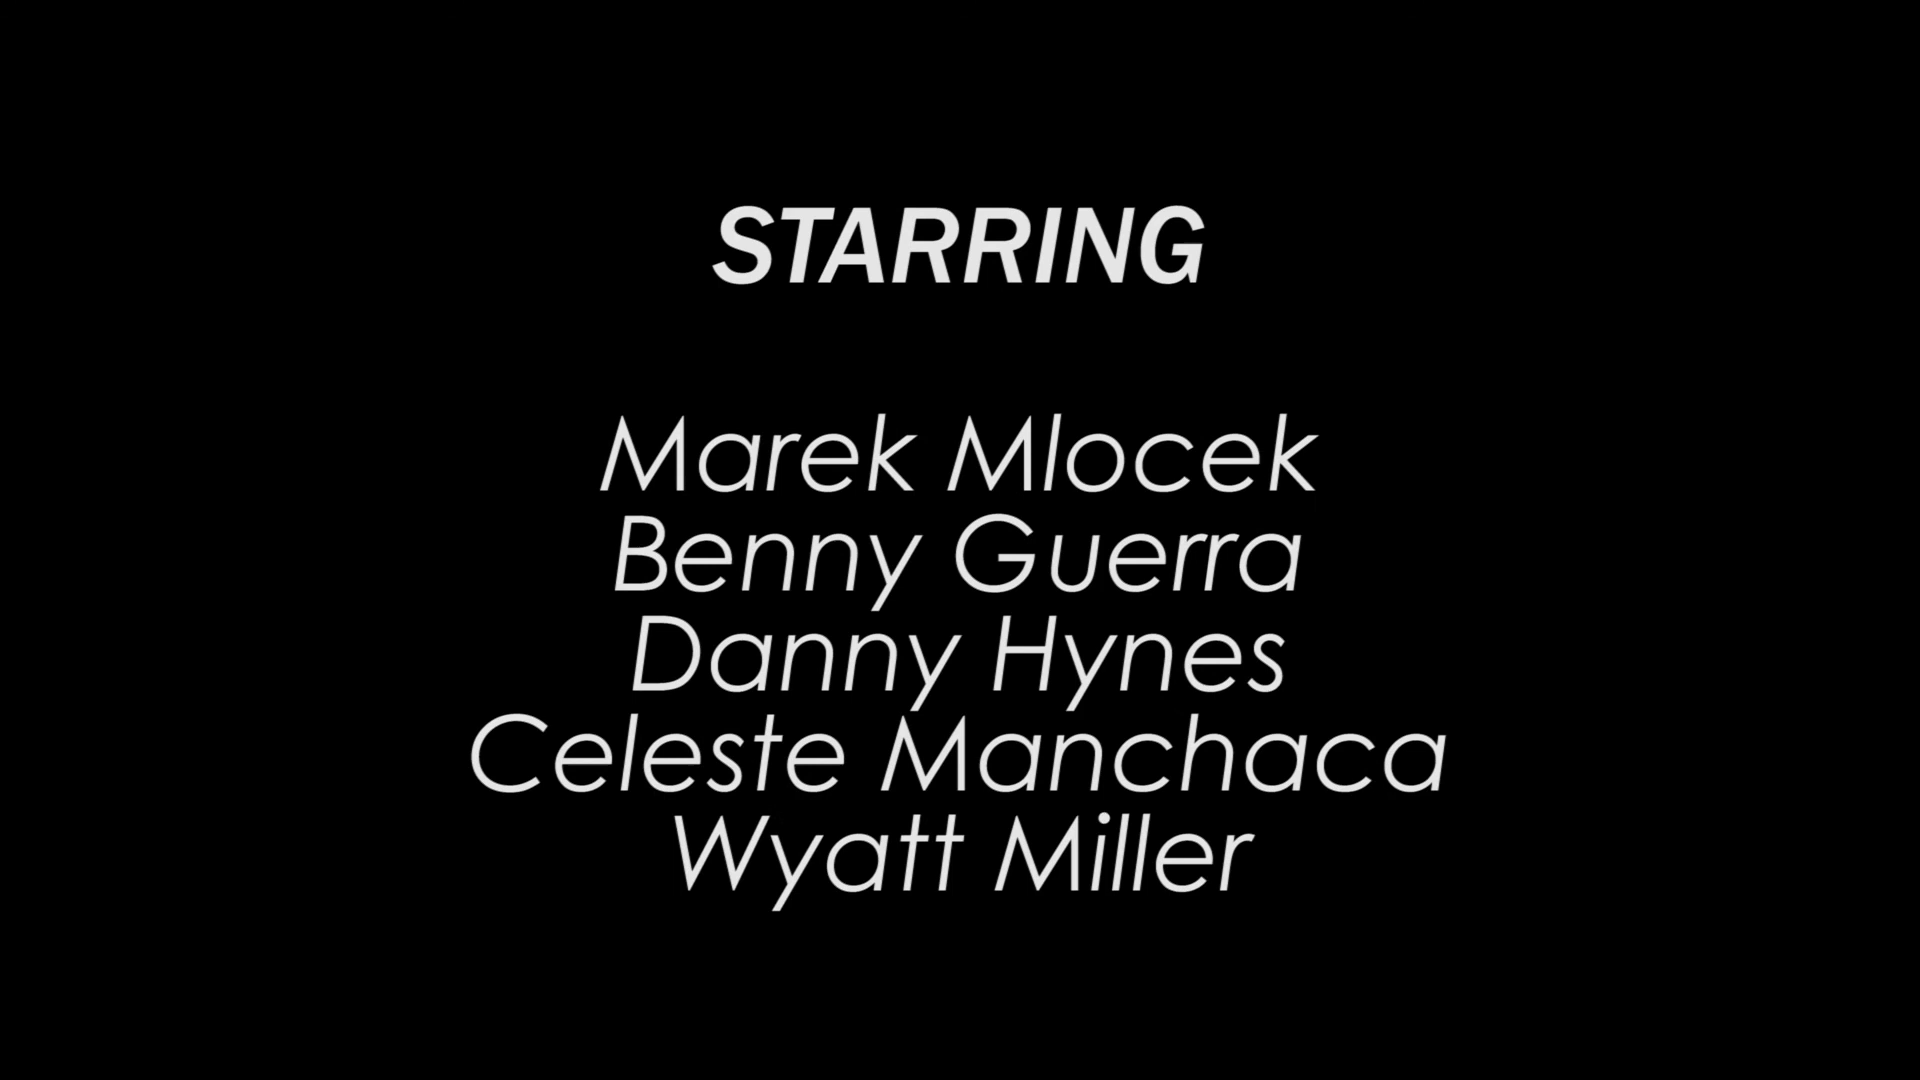 STARRING
Marek Mlocek
Benny Guerra
Danny Hynes
Celeste Manchaca
Wyatt Miller